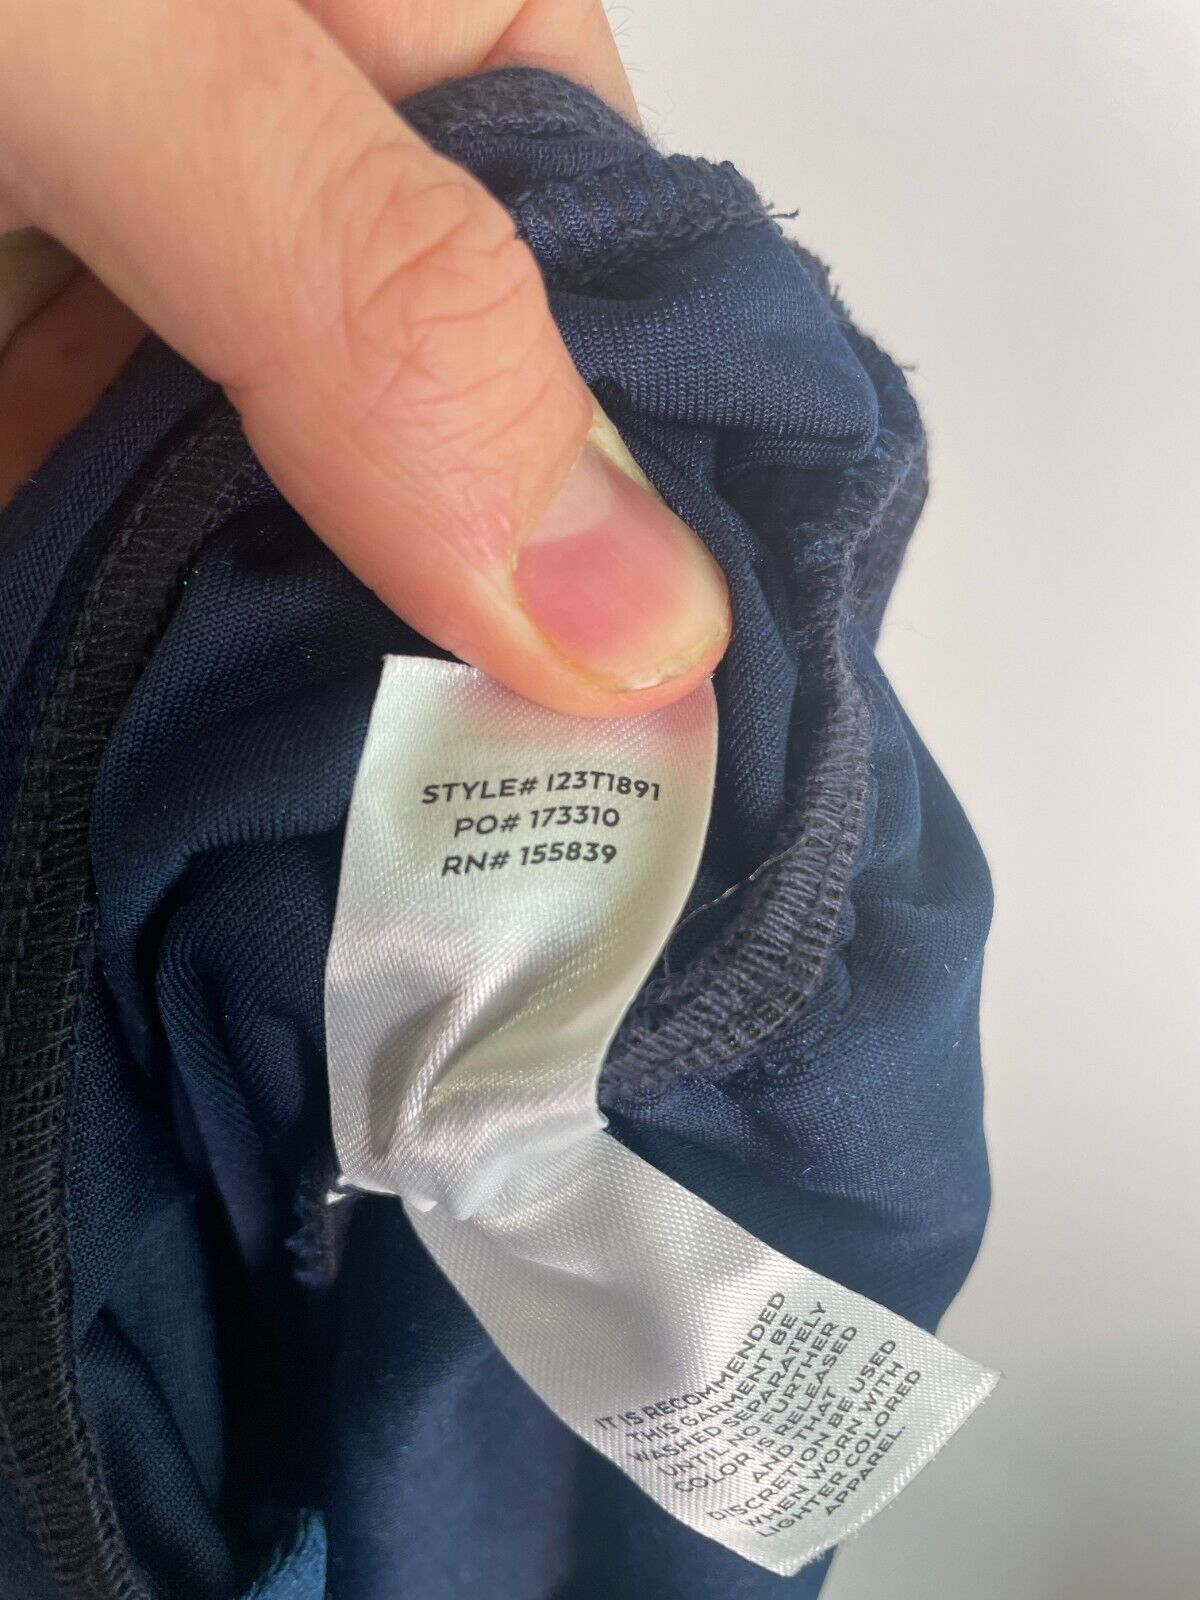 STYLE# I23T1891
PO# 173310
RN# 155839
IT IS RECOMMENDED
THIS GARMENT BE
WASHED SEPARATELY
UNTIL NO FURTHER
COLOR IS RELEASED
AND THAT
DISCRETION BE USED
WHEN WORN WITH
LIGHTER COLORED
APPAREL.